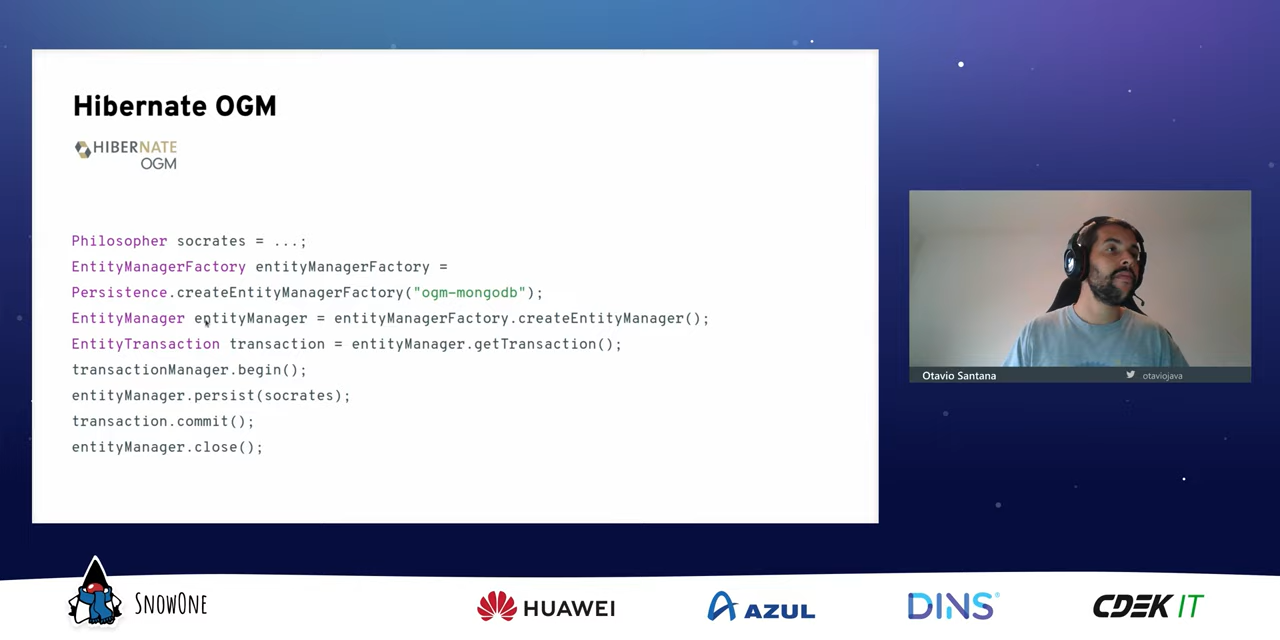 Hibernate OGM
HIBERNATE
OGM
Philosopher socrates = ...;
EntityManagerFactory entityManagerFactory =
Persistence.createEntityManagerFactory("ogm-mongodb");
EntityManager entityManager = entityManagerFactory.createEntityManager();
EntityTransaction transaction = entityManager.getTransaction();
transactionManager.begin();
entityManager.persist(socrates);
transaction.commit();
entityManager.close();
Otavio Santana
otaviojava
SNOWONE
HUAWEI
AZUL
DINS
CDEK IT